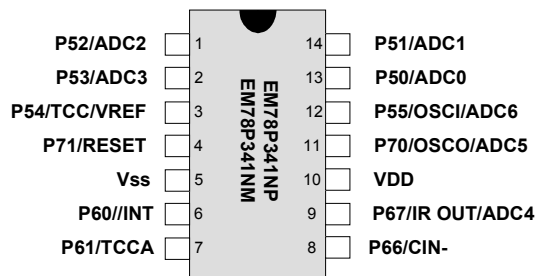 P52/ADC2 1 14 P51/ADC1
P53/ADC3 2 13 P50/ADC0
P54/TCC/VREF 3 12 P55/OSCI/ADC6
P71/RESET 4 11 P70/OSCO/ADC5
Vss 5 10 VDD
P60//INT 6 9 P67/IR OUT/ADC4
P61/TCCA 7 8 P66/CIN-
EM78P341NP
EM78P341NM